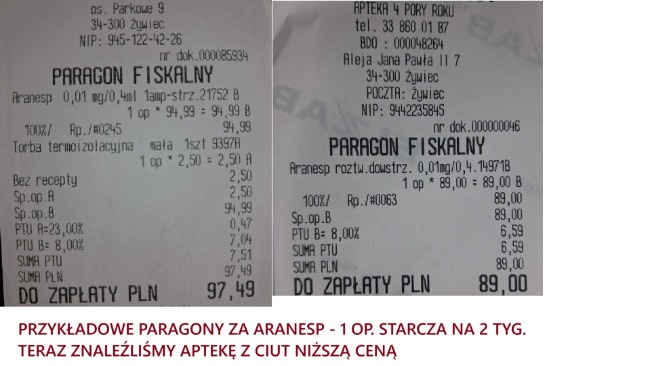 os. Parkowe 9
34-300 Żywiec
NIP: 945-122-42-26
nr dok.000085934
PARAGON FISKALNY
Aranesp 0,01 mg/0,4ml 1amp-strz.21752 B
1 op * 94,99 = 94,99 B
94,99
100%/ Rp./#0245
Torba termoizolacyjna mała 1szt 9397A
1 op * 2,50 = 2,50 A
2,50
Bez recepty
Sp.op.A 2,50
Sp.op.B 94,99
PTU A=23,00% 0,47
PTU B= 8,00% 7,04
SUMA PTU 7,51
SUMA PLN 97,49
DO ZAPŁATY PLN 97,49
APTEKA 4 PORY ROKU
tel. 33 860 01 87
BDO : 000048264
Aleja Jana Pawła II 7
34-300 Żywiec
POCZTA: Żywiec
NIP: 9442235845
nr dok.000000046
PARAGON FISKALNY
Aranesp roztw.dowstrz. 0,01mg/0,4.14971B
1 op * 89,00 = 89,00 B
100%/ Rp./#0063 89,00
Sp.op.B 89,00
PTU B= 8,00% 6,59
SUMA PTU 6,59
SUMA PLN 89,00
DO ZAPŁATY PLN 89,00
PRZYKŁADOWE PARAGONY ZA ARANESP - 1 OP. STARCZA NA 2 TYG.
TERAZ ZNALEŹLIŚMY APTEKĘ Z CIUT NIŻSZĄ CENĄ